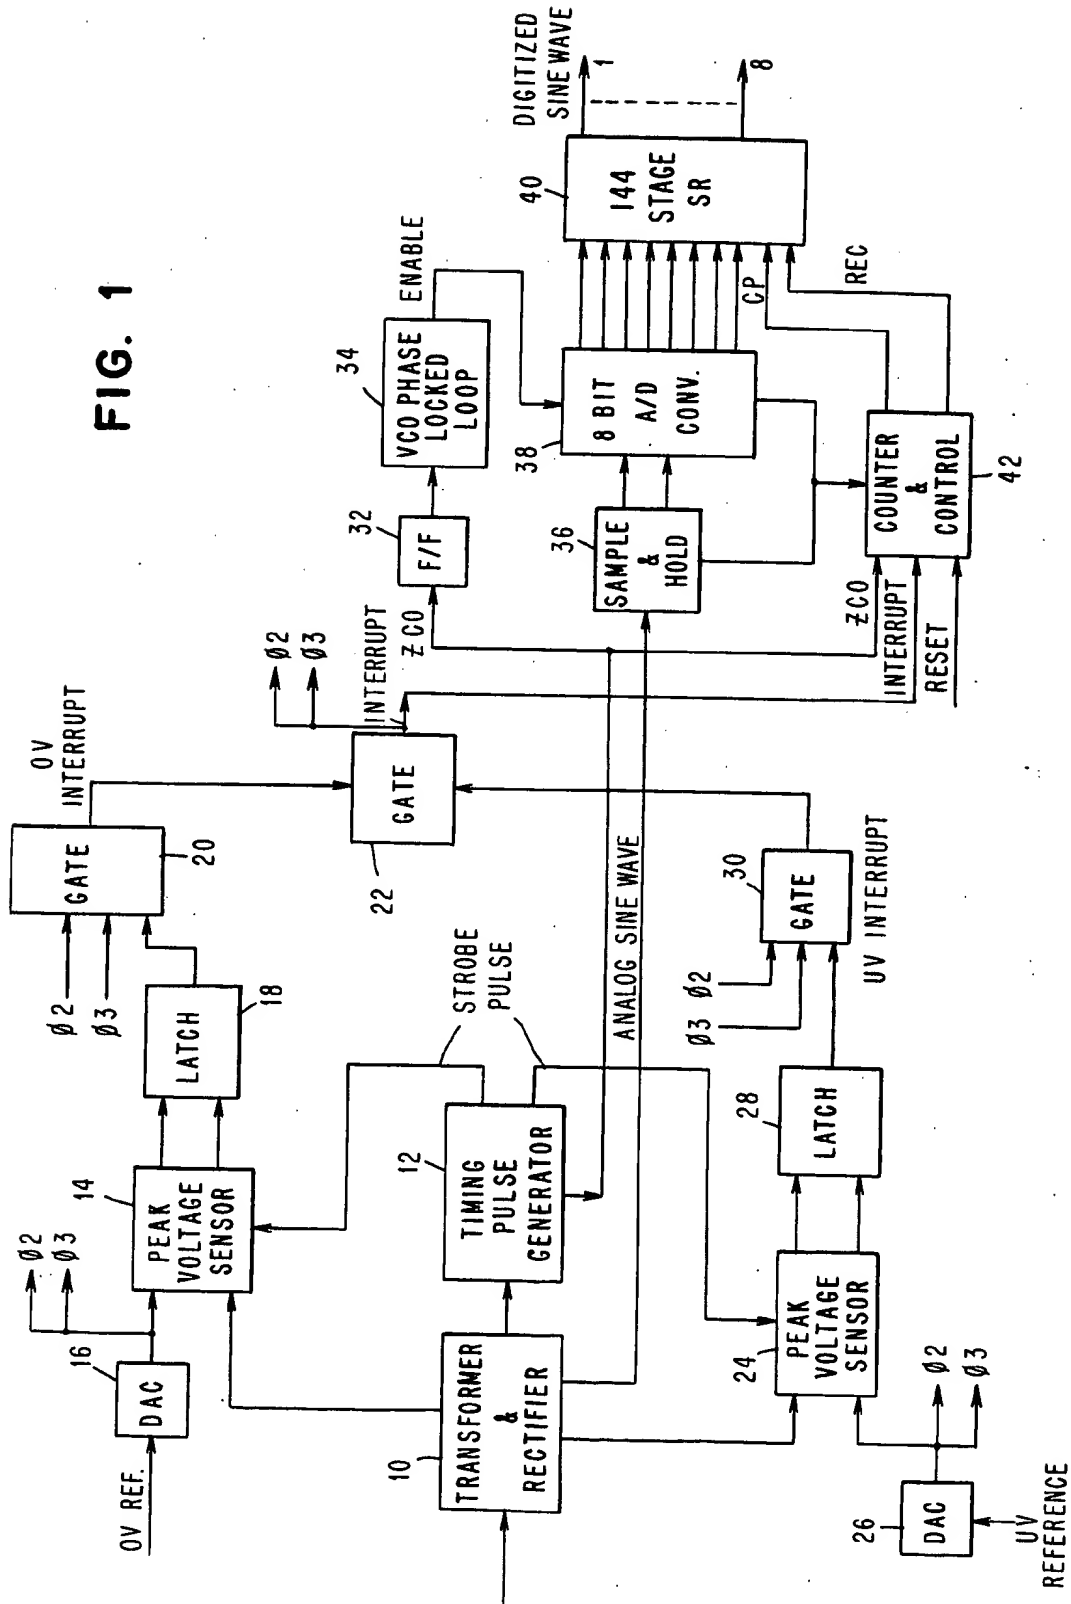 FIG. 1
OV REF.
16
DAC
Ø2
Ø3
14
PEAK
VOLTAGE
SENSOR
LATCH
18
Ø2
Ø3
GATE
20
OV
INTERRUPT
10
TRANSFORMER
&
RECTIFIER
12
TIMING
PULSE
GENERATOR
STROBE
PULSE
22
GATE
Ø2
Ø3
INTERRUPT
ZCO
32
F/F
34
VCO PHASE
LOCKED
LOOP
ENABLE
ANALOG SINE WAVE
36
SAMPLE
&
HOLD
38
8 BIT
A/D
CONV.
40
144
STAGE
SR
DIGITIZED
SINE WAVE
1
8
CP
REC
ZCO
INTERRUPT
RESET
COUNTER
&
CONTROL
42
UV
REFERENCE
26
DAC
Ø2
Ø3
24
PEAK
VOLTAGE
SENSOR
28
LATCH
Ø3
Ø2
30
GATE
UV INTERRUPT